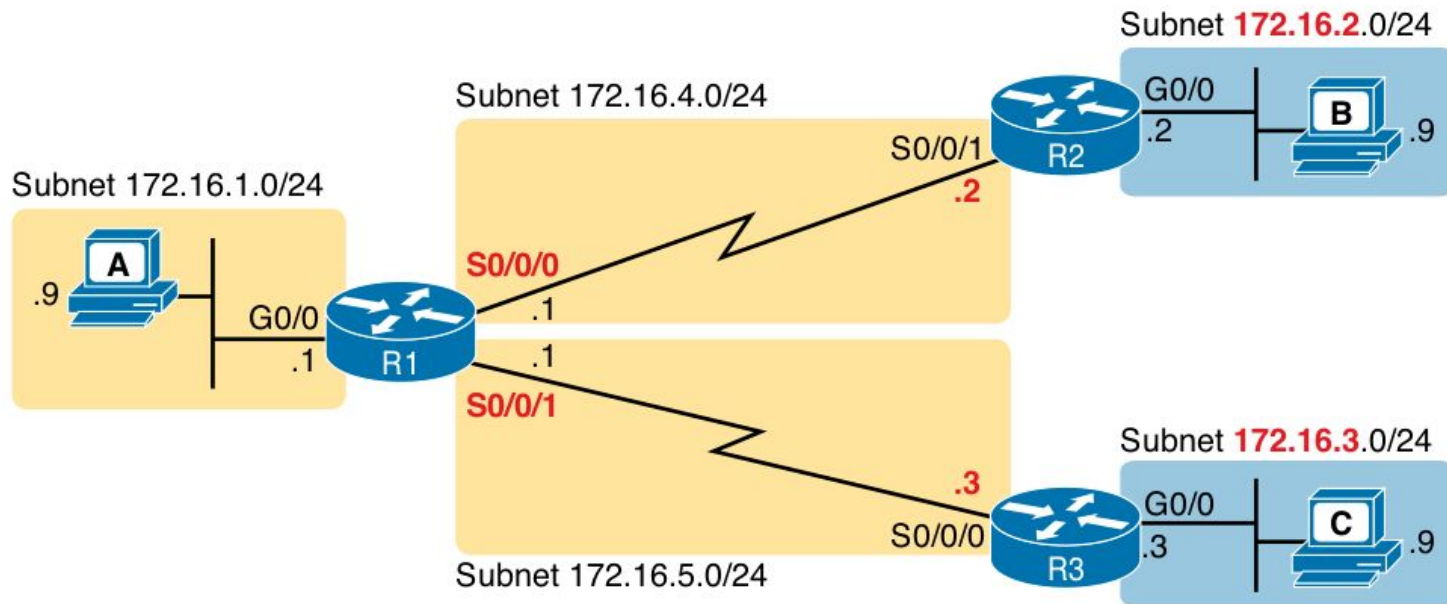 Subnet 172.16.2.0/24
Subnet 172.16.4.0/24
G0/0
B
S0/0/1
R2
.2
.9
.2
Subnet 172.16.1.0/24
A
S0/0/0
.9
G0/0
.1
.1
R1
.1
S0/0/1
Subnet 172.16.3.0/24
.3
G0/0
C
S0/0/0
R3
.3
.9
Subnet 172.16.5.0/24